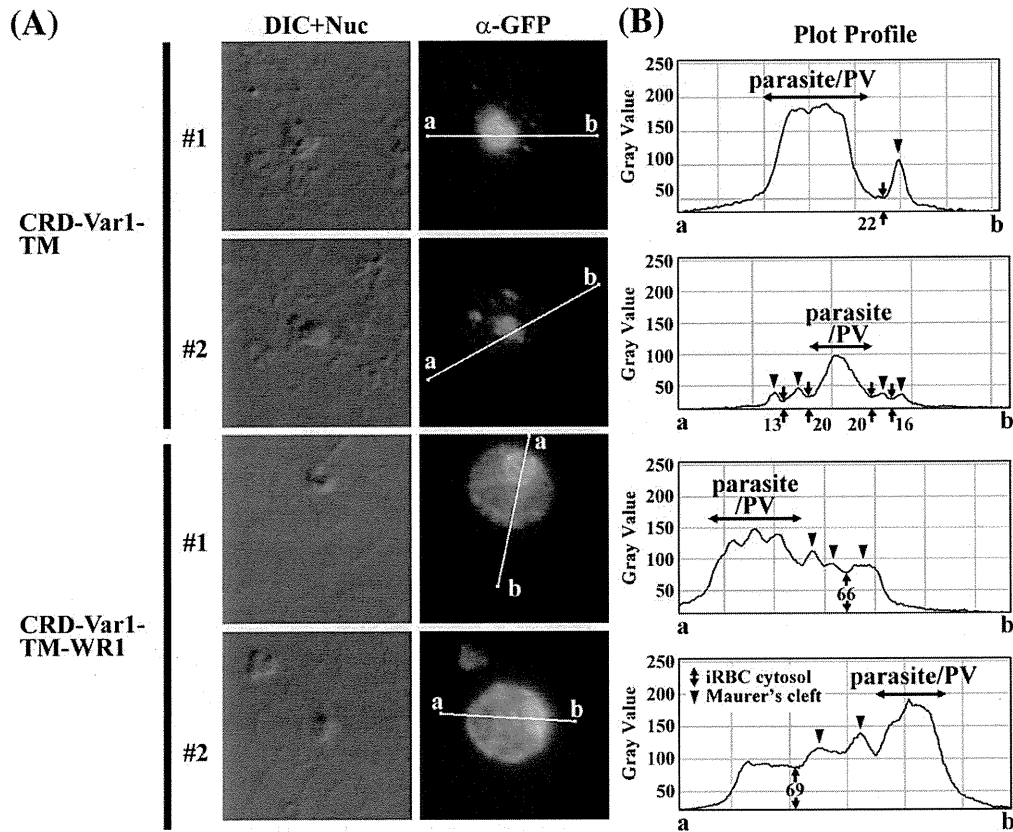 (A)
DIC+Nuc
α-GFP
CRD-Var1-
TM
#1
a
b
#2
a
b
CRD-Var1-
TM-WR1
#1
a
b
#2
a
b
(B)
Plot Profile
Gray Value
250
200
150
100
50
parasite/PV
22
a
b
Gray Value
250
200
150
100
50
parasite
/PV
13
20
20
16
a
b
Gray Value
250
200
150
100
50
parasite
/PV
66
a
b
Gray Value
250
200
150
100
50
iRBC cytosol
Maurer's cleft
parasite/PV
69
a
b